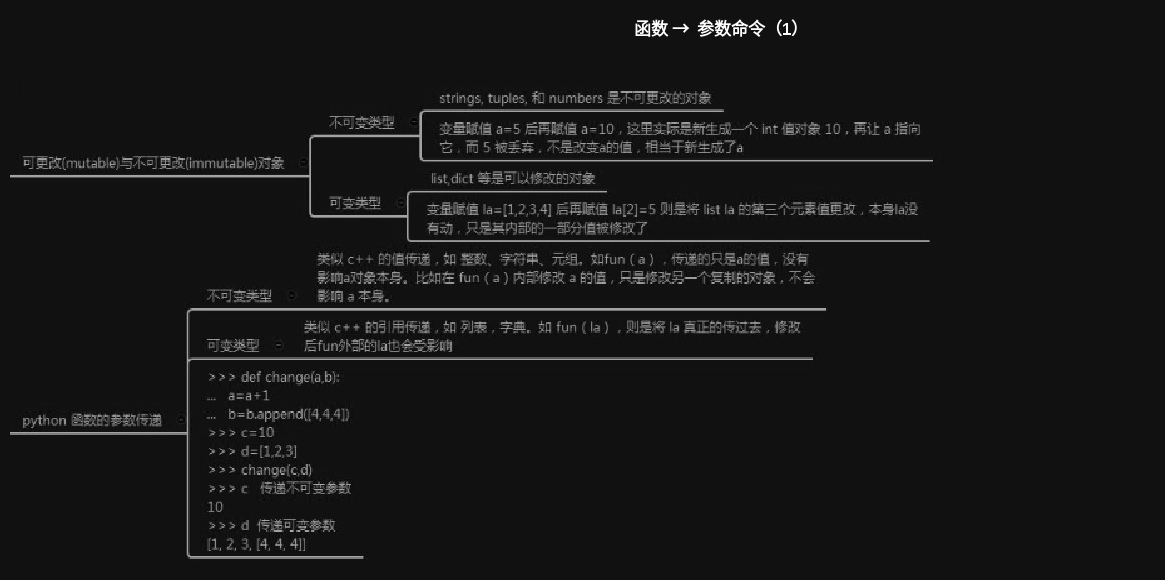 函数 → 参数命令（1）
可更改(mutable)与不可更改(immutable)对象
不可变类型
strings, tuples, 和 numbers 是不可更改的对象
变量赋值 a=5 后再赋值 a=10，这里实际是新生成一个 int 值对象 10，再让 a 指向
它，而 5 被丢弃，不是改变a的值，相当于新生成了a
可变类型
list,dict 等是可以修改的对象
变量赋值 la=[1,2,3,4] 后再赋值 la[2]=5 则是将 list la 的第三个元素值更改，本身la没
有动，只是其内部的一部分值被修改了
python 函数的参数传递
不可变类型
类似 c++ 的值传递，如 整数、字符串、元组。如fun（a），传递的只是a的值，没有
影响a对象本身。比如在 fun（a）内部修改 a 的值，只是修改另一个复制的对象，不会
影响 a 本身。
可变类型
类似 c++ 的引用传递，如 列表，字典。如 fun（la），则是将 la 真正的传过去，修改
后fun外部的la也会受影响
>>> def change(a,b):
... a=a+1
... b=b.append([4,4,4])
>>> c=10
>>> d=[1,2,3]
>>> change(c,d)
>>> c 传递不可变参数
10
>>> d 传递可变参数
[1, 2, 3, [4, 4, 4]]